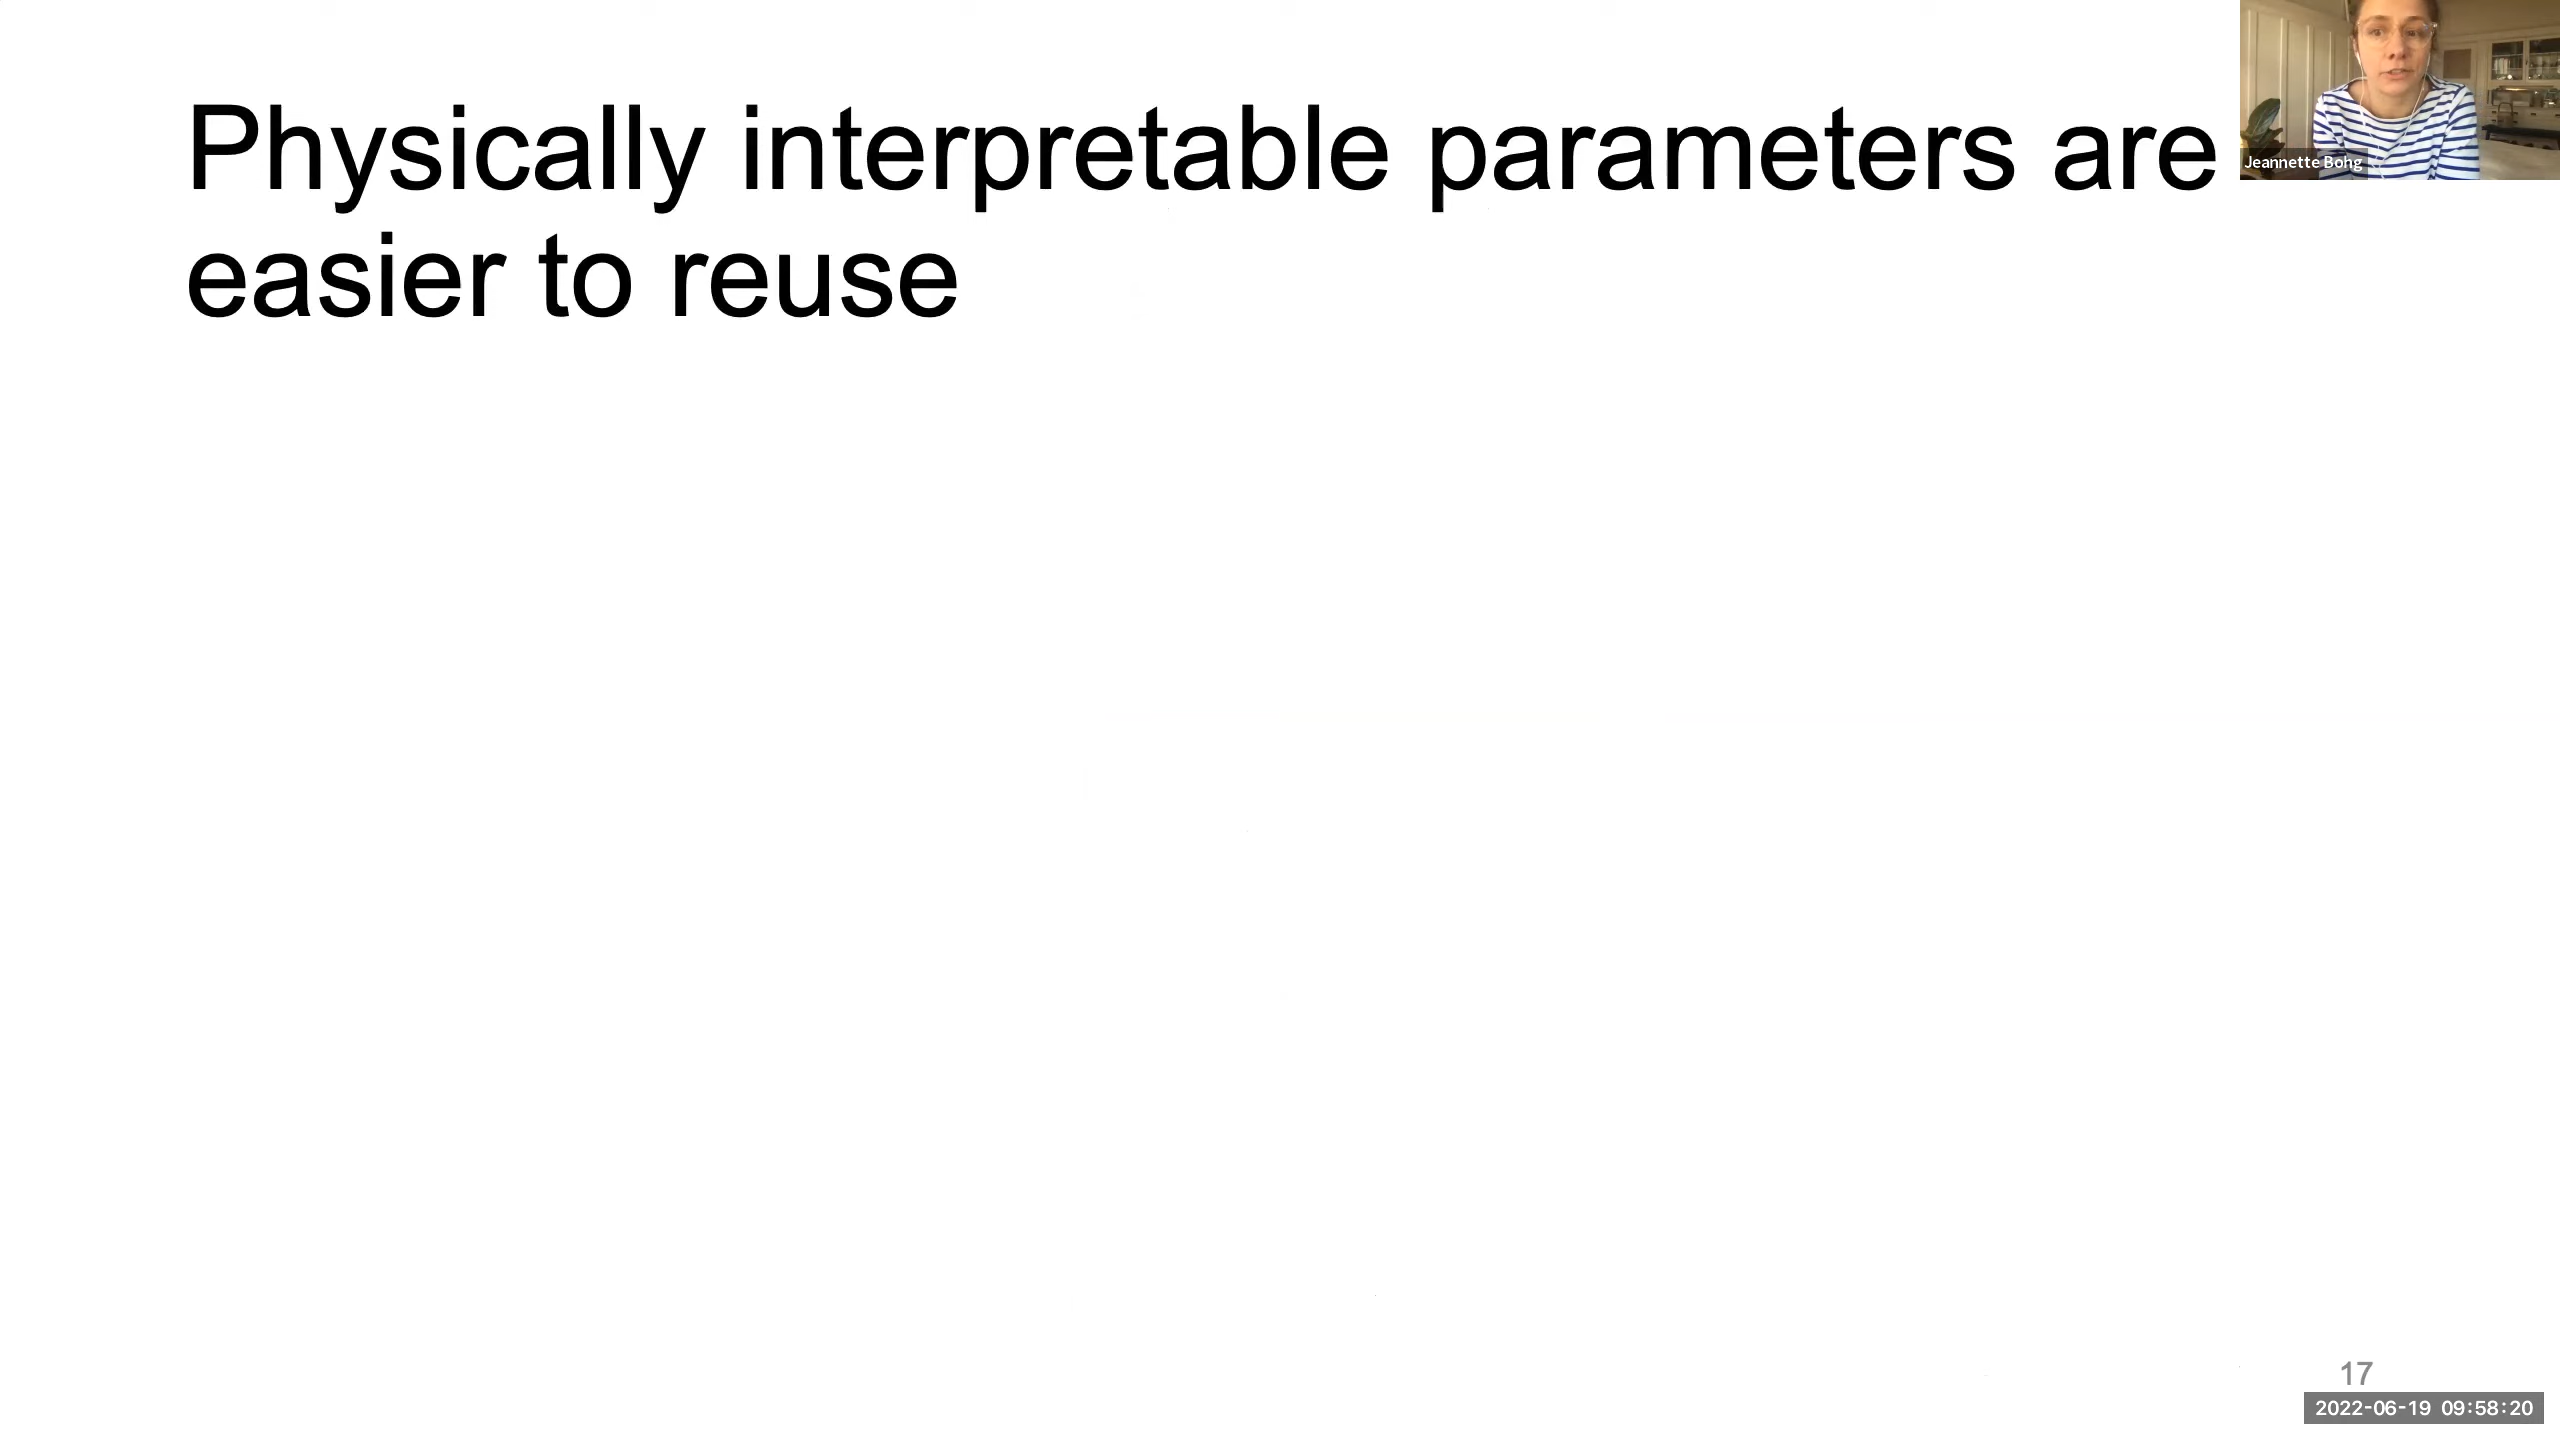 Physically interpretable parameters are
easier to reuse
Jeannette Bohg
17
2022-06-19 09:58:20